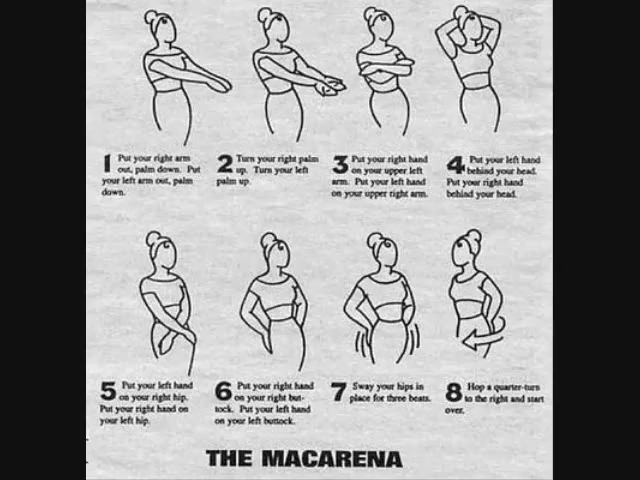 1 Put your right arm
out, palm down. Put
your left arm out, palm
down.
2 Turn your right palm
up. Turn your left
palm up.
3 Put your right hand
on your upper left
arm. Put your left hand
on your upper right arm.
4 Put your left hand
behind your head.
Put your right hand
behind your head.
5 Put your left hand
on your right hip.
Put your right hand on
your left hip.
6 Put your right hand
on your right but-
tock. Put your left hand
on your left buttock.
7 Sway your hips in
place for three beats.
8 Hop a quarter-turn
to the right and start
over.
THE MACARENA